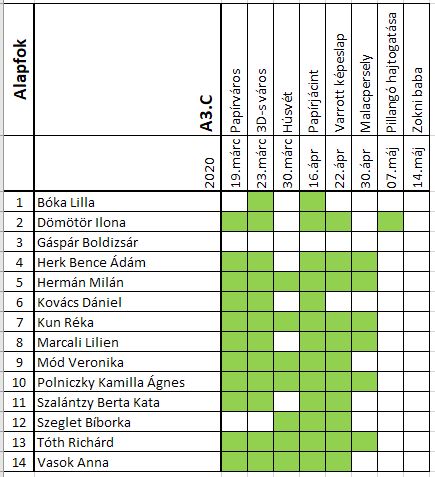 Alapfok
A3.C
2020
Papírváros
3D-s város
Húsvét
Papírjácint
Varrott képeslap
Malacpersely
Pillangó hajtogatása
Zokni baba
19.márc
23.márc
30.márc
16.ápr
22.ápr
30.ápr
07.máj
14.máj
1 Bóka Lilla
2 Dömötör Ilona
3 Gáspár Boldizsár
4 Herk Bence Ádám
5 Hermán Milán
6 Kovács Dániel
7 Kun Réka
8 Marcali Lilien
9 Mód Veronika
10 Polniczky Kamilla Ágnes
11 Szalántzy Berta Kata
12 Szeglet Bíborka
13 Tóth Richárd
14 Vasok Anna